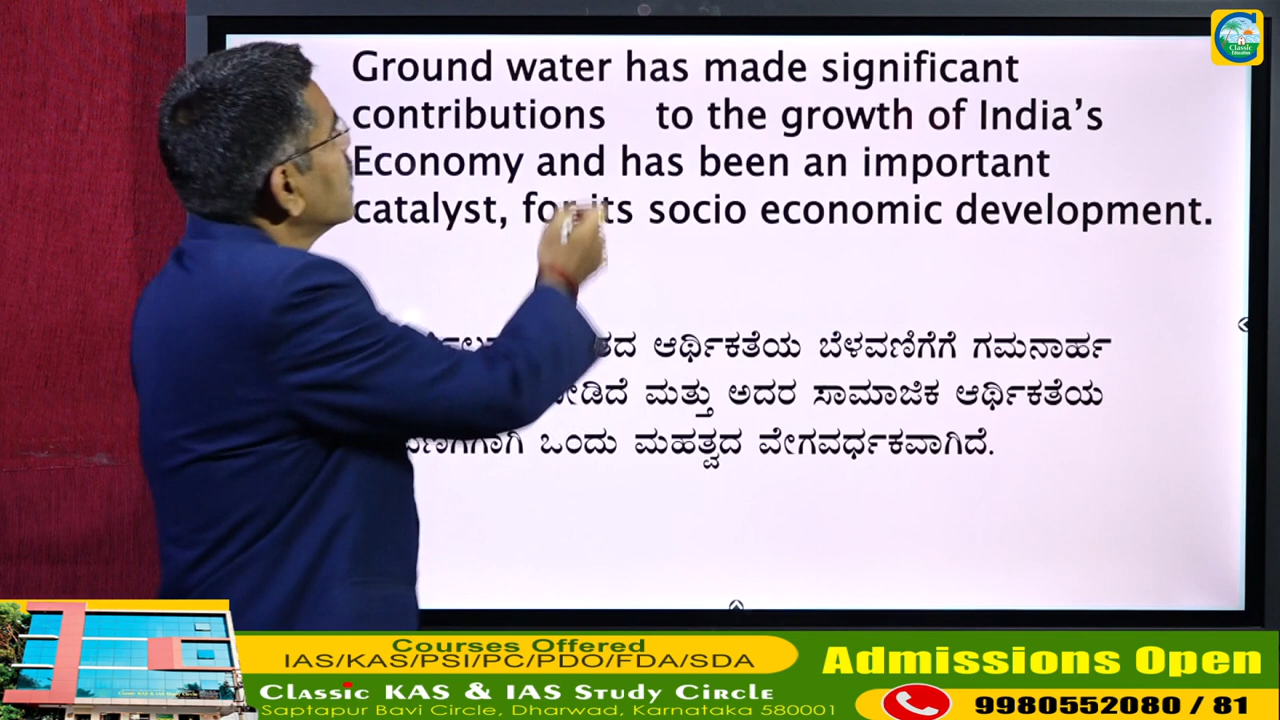 Ground water has made significant
contributions to the growth of India's
Economy and has been an important
catalyst, for its socio economic development.
ಆರ್ಥಿಕತೆಯ ಬೆಳವಣಿಗೆಗೆ ಗಮನಾರ್ಹ
ಮತ್ತು ಅದರ ಸಾಮಾಜಿಕ ಆರ್ಥಿಕತೆಯ
ಒಂದು ಮಹತ್ವದ ವೇಗವರ್ಧಕವಾಗಿದೆ.
Classic
Education
Courses Offered
IAS/KAS/PSI/PC/PDO/FDA/SDA
Classic KAS & IAS Study Circle
Saptapur Bavi Circle, Dharwad, Karnataka 580001
Admissions Open
9980552080 / 81